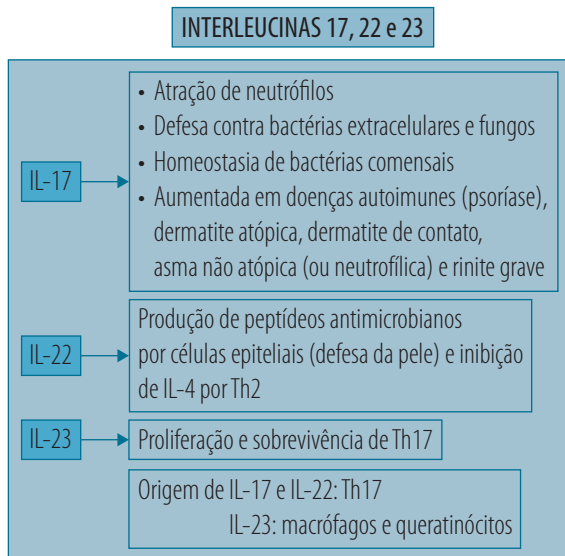 INTERLEUCINAS 17, 22 e 23
IL-17
• Atração de neutrófilos
• Defesa contra bactérias extracelulares e fungos
• Homeostasia de bactérias comensais
• Aumentada em doenças autoimunes (psoríase),
dermatite atópica, dermatite de contato,
asma não atópica (ou neutrofílica) e rinite grave
IL-22
Produção de peptídeos antimicrobianos
por células epiteliais (defesa da pele) e inibição
de IL-4 por Th2
IL-23
Proliferação e sobrevivência de Th17
Origem de IL-17 e IL-22: Th17
IL-23: macrófagos e queratinócitos